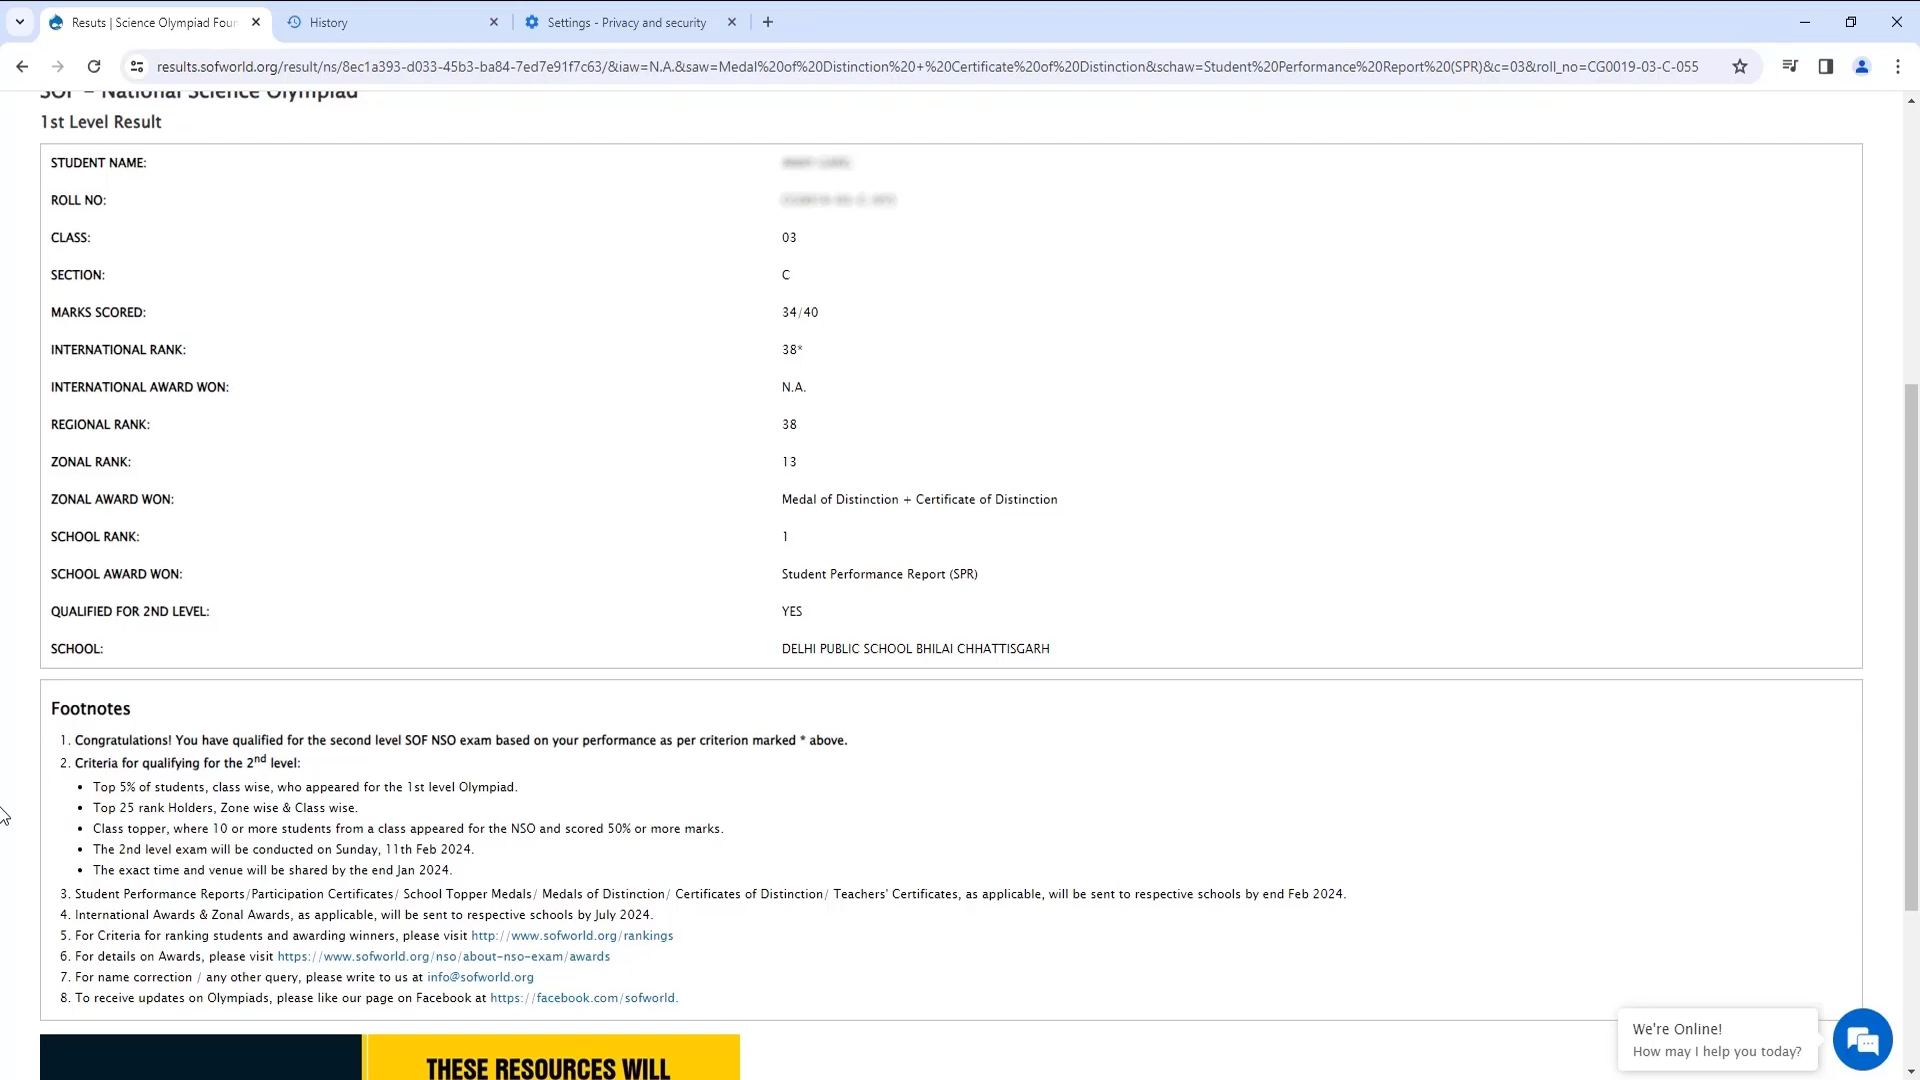 Resuts | Science Olympiad Four
History
Settings - Privacy and security
results.sofworld.org/result/ns/8ec1a393-d033-45b3-ba84-7ed7e91f7c63/&iaw=N.A.&saw=Medal%20of%20Distinction%20+%20Certificate%20of%20Distinction&schaw=Student%20Performance%20Report%20(SPR)&c=03&roll_no=CG0019-03-C-055
SOF - National Science Olympiad
1st Level Result
STUDENT NAME:
ROLL NO:
CLASS: 03
SECTION: C
MARKS SCORED: 34/40
INTERNATIONAL RANK: 38*
INTERNATIONAL AWARD WON: N.A.
REGIONAL RANK: 38
ZONAL RANK: 13
ZONAL AWARD WON: Medal of Distinction + Certificate of Distinction
SCHOOL RANK: 1
SCHOOL AWARD WON: Student Performance Report (SPR)
QUALIFIED FOR 2ND LEVEL: YES
SCHOOL: DELHI PUBLIC SCHOOL BHILAI CHHATTISGARH
Footnotes
1. Congratulations! You have qualified for the second level SOF NSO exam based on your performance as per criterion marked * above.
2. Criteria for qualifying for the 2nd level:
• Top 5% of students, class wise, who appeared for the 1st level Olympiad.
• Top 25 rank Holders, Zone wise & Class wise.
• Class topper, where 10 or more students from a class appeared for the NSO and scored 50% or more marks.
• The 2nd level exam will be conducted on Sunday, 11th Feb 2024.
• The exact time and venue will be shared by the end Jan 2024.
3. Student Performance Reports/Participation Certificates/ School Topper Medals/ Medals of Distinction/ Certificates of Distinction/ Teachers' Certificates, as applicable, will be sent to respective schools by end Feb 2024.
4. International Awards & Zonal Awards, as applicable, will be sent to respective schools by July 2024.
5. For Criteria for ranking students and awarding winners, please visit http://www.sofworld.org/rankings
6. For details on Awards, please visit https://www.sofworld.org/nso/about-nso-exam/awards
7. For name correction / any other query, please write to us at info@sofworld.org
8. To receive updates on Olympiads, please like our page on Facebook at https://facebook.com/sofworld.
THESE RESOURCES WILL
We're Online!
How may I help you today?